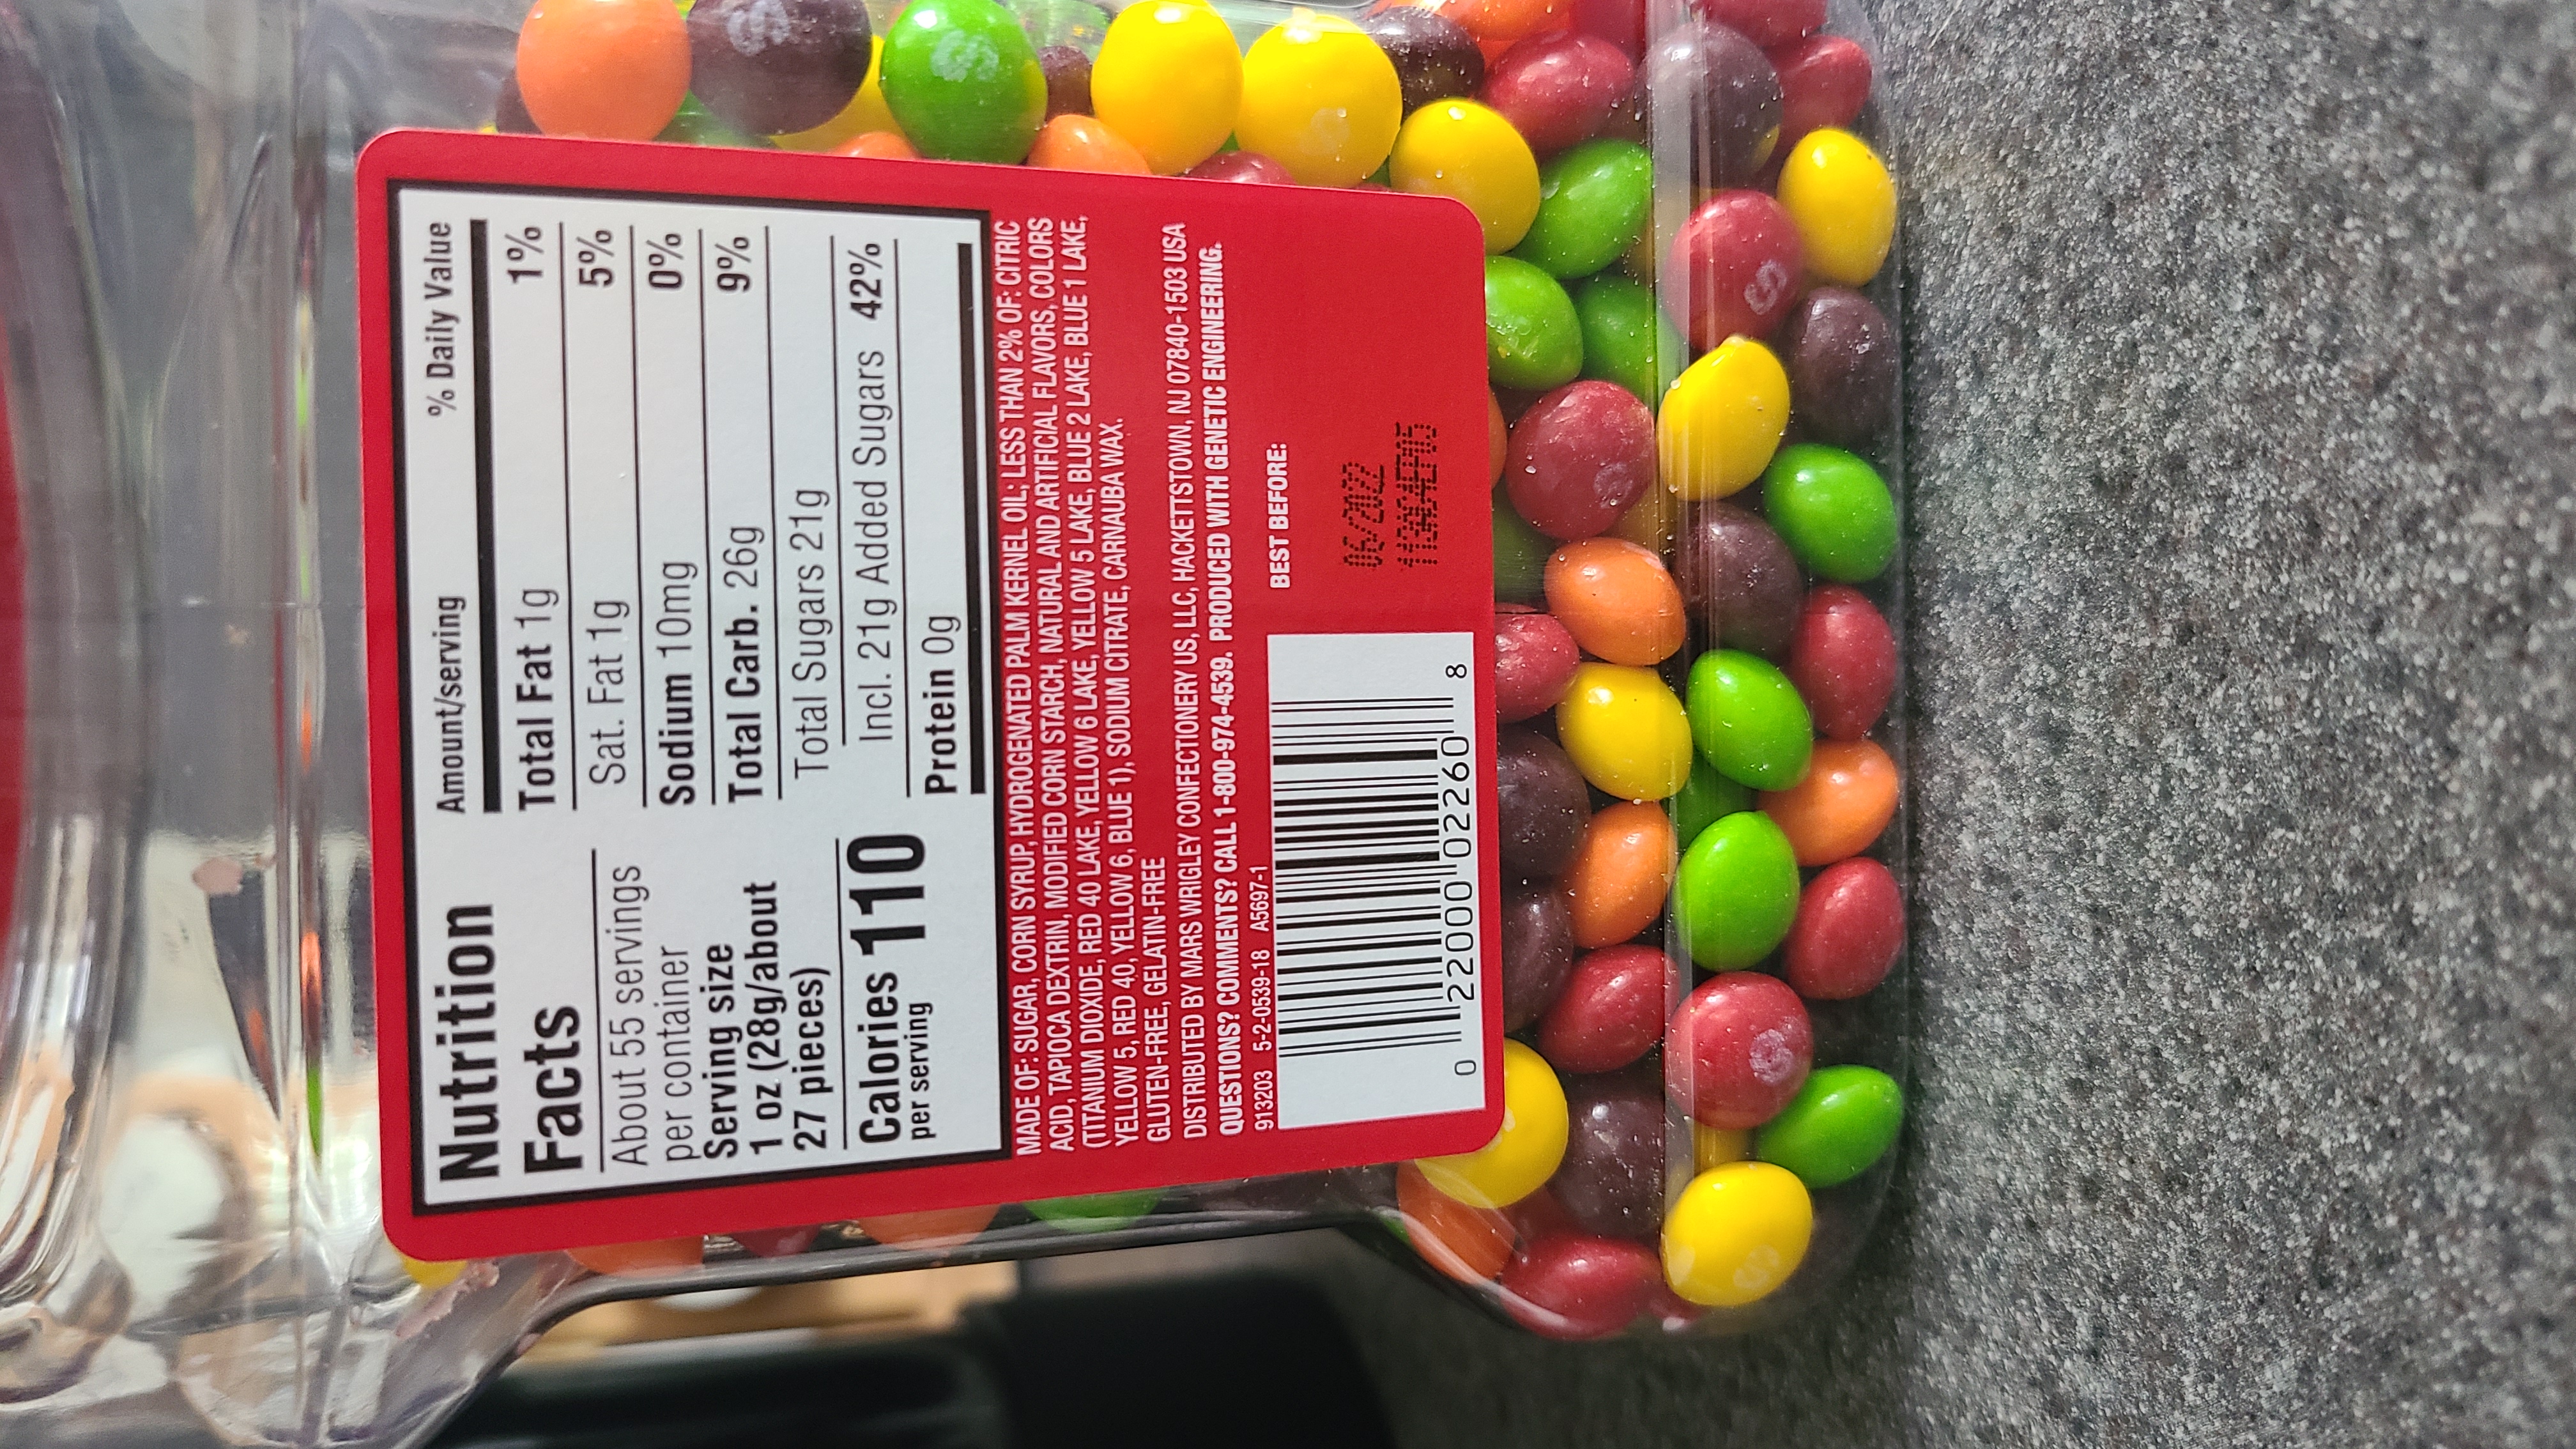 Nutrition
Facts
About 55 servings
per container
Serving size
1 oz (28g/about
27 pieces)
Calories 110
per serving
Amount/serving % Daily Value
Total Fat 1g 1%
Sat. Fat 1g 5%
Sodium 10mg 0%
Total Carb. 26g 9%
Total Sugars 21g
Incl. 21g Added Sugars 42%
Protein 0g
MADE OF: SUGAR, CORN SYRUP, HYDROGENATED PALM KERNEL OIL; LESS THAN 2% OF: CITRIC
ACID, TAPIOCA DEXTRIN, MODIFIED CORN STARCH, NATURAL AND ARTIFICIAL FLAVORS, COLORS
(TITANIUM DIOXIDE, RED 40 LAKE, YELLOW 6 LAKE, YELLOW 5 LAKE, BLUE 2 LAKE, BLUE 1 LAKE,
YELLOW 5, RED 40, YELLOW 6, BLUE 1), SODIUM CITRATE, CARNAUBA WAX.
GLUTEN-FREE, GELATIN-FREE
DISTRIBUTED BY MARS WRIGLEY CONFECTIONERY US, LLC, HACKETTSTOWN, NJ 07840-1503 USA
QUESTIONS? COMMENTS? CALL 1-800-974-4539. PRODUCED WITH GENETIC ENGINEERING.
913203 5-2-0539-18 A5697-1
0 22000 02260 8
BEST BEFORE:
06/2022
S
S
S
S
S